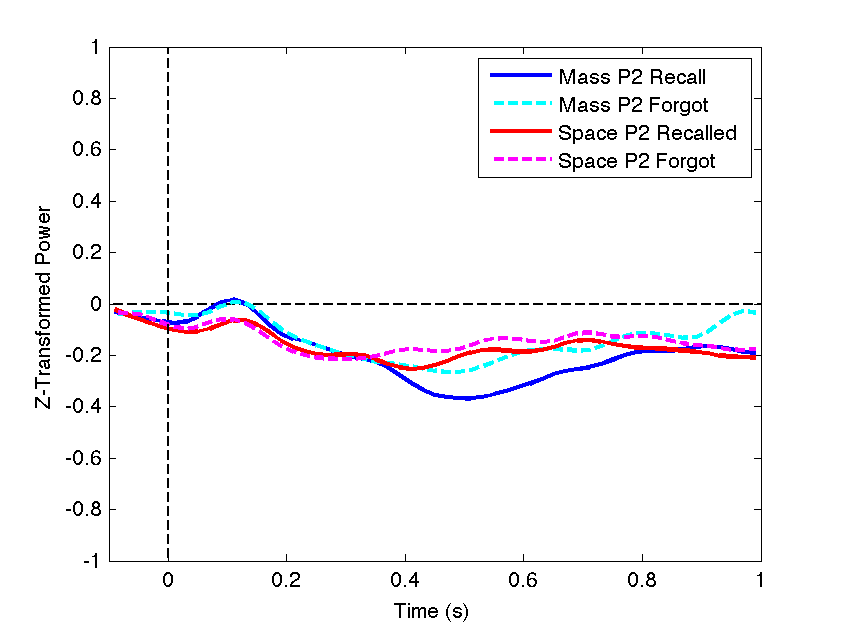 1
0.8
0.6
0.4
0.2
0
-0.2
-0.4
-0.6
-0.8
-1
Z-Transformed Power
Mass P2 Recall
Mass P2 Forgot
Space P2 Recalled
Space P2 Forgot
0
0.2
0.4
0.6
0.8
1
Time (s)